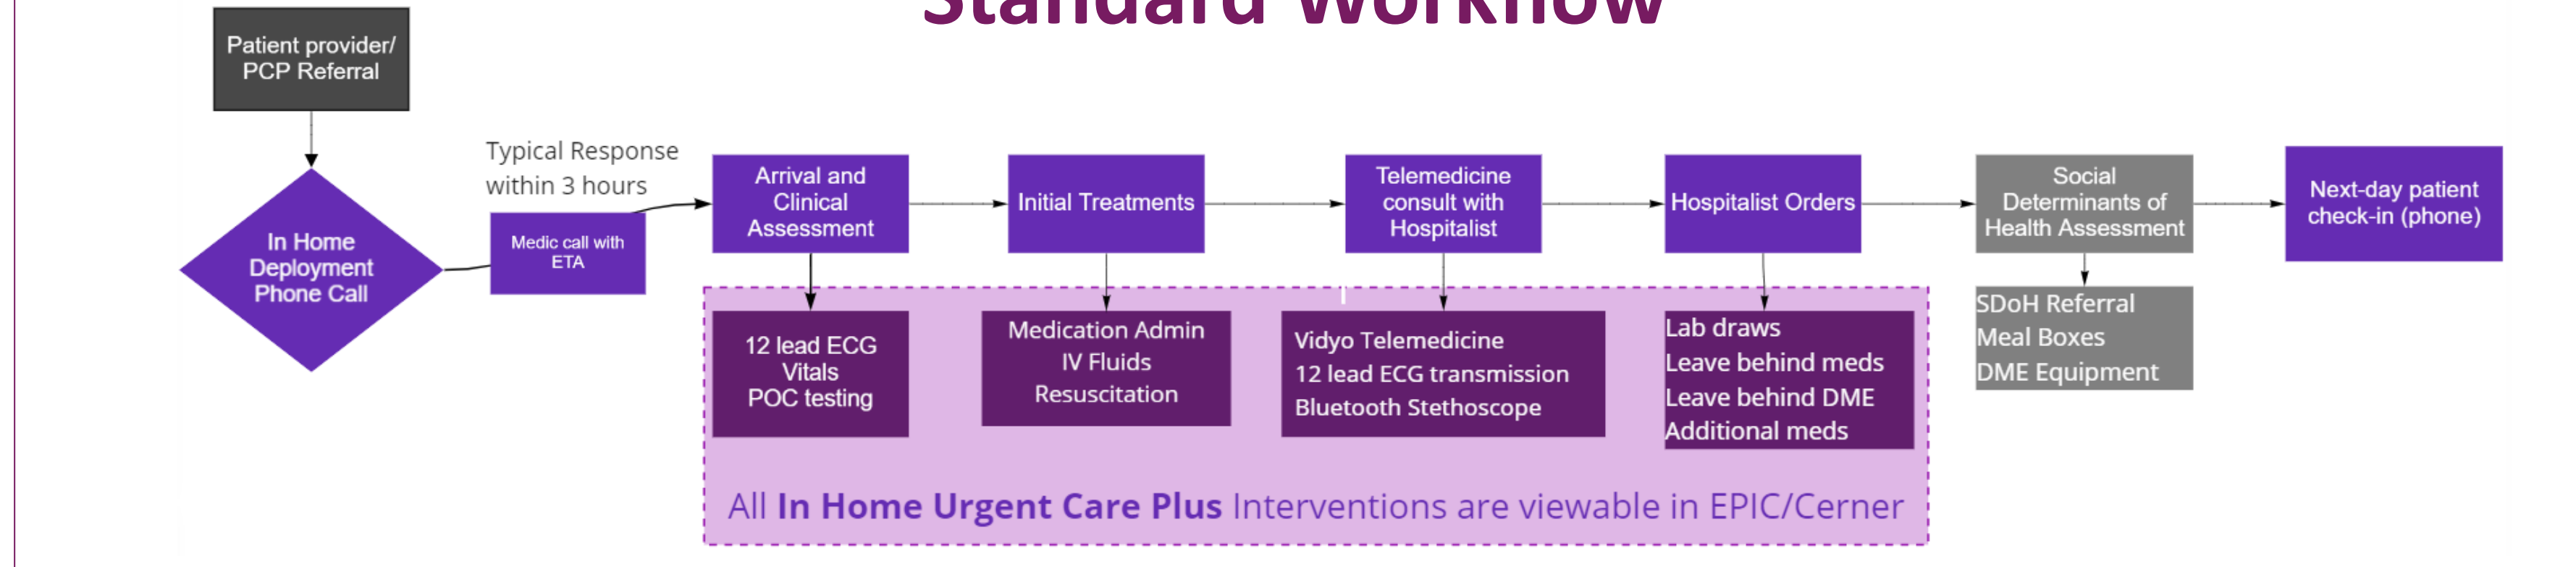 Standard Workflow
Patient provider/
PCP Referral
Typical Response
within 3 hours
In Home
Deployment
Phone Call
Medic call with
ETA
Arrival and
Clinical
Assessment
Initial Treatments
Telemedicine
consult with
Hospitalist
Hospitalist Orders
Social
Determinants of
Health Assessment
Next-day patient
check-in (phone)
12 lead ECG
Vitals
POC testing
Medication Admin
IV Fluids
Resuscitation
Vidyo Telemedicine
12 lead ECG transmission
Bluetooth Stethoscope
Lab draws
Leave behind meds
Leave behind DME
Additional meds
SDoH Referral
Meal Boxes
DME Equipment
All In Home Urgent Care Plus Interventions are viewable in EPIC/Cerner